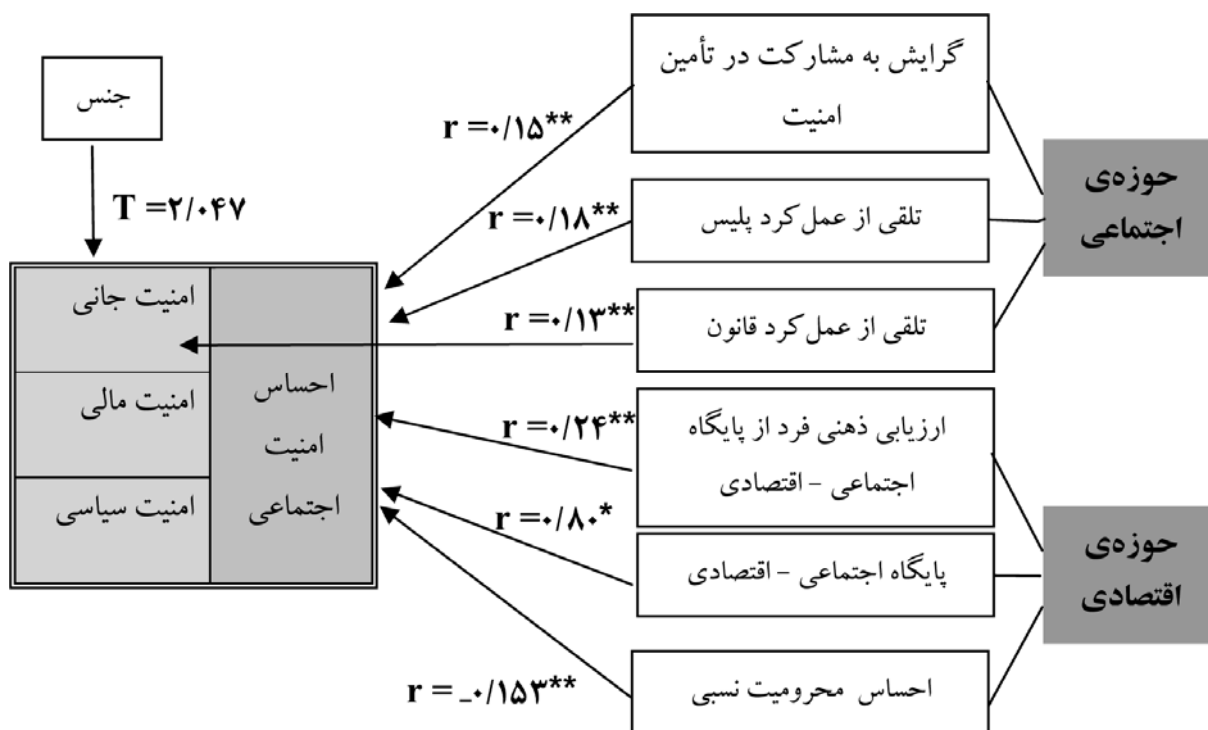 گرایش به مشارکت در تأمین
امنیت
جنس
r =۰/۱۵**
حوزه‌ی
اجتماعی
T =۲/۰۴۷
r =۰/۱۸**
تلقی از عمل‌کرد پلیس
امنیت جانی
r =۰/۱۳**
تلقی از عمل‌کرد قانون
احساس
امنیت
اجتماعی
امنیت مالی
امنیت سیاسی
r =۰/۲۴**
ارزیابی ذهنی فرد از پایگاه
اجتماعی – اقتصادی
r =۰/۸۰*
پایگاه اجتماعی – اقتصادی
حوزه‌ی
اقتصادی
r = _۰/۱۵۳**
احساس محرومیت نسبی